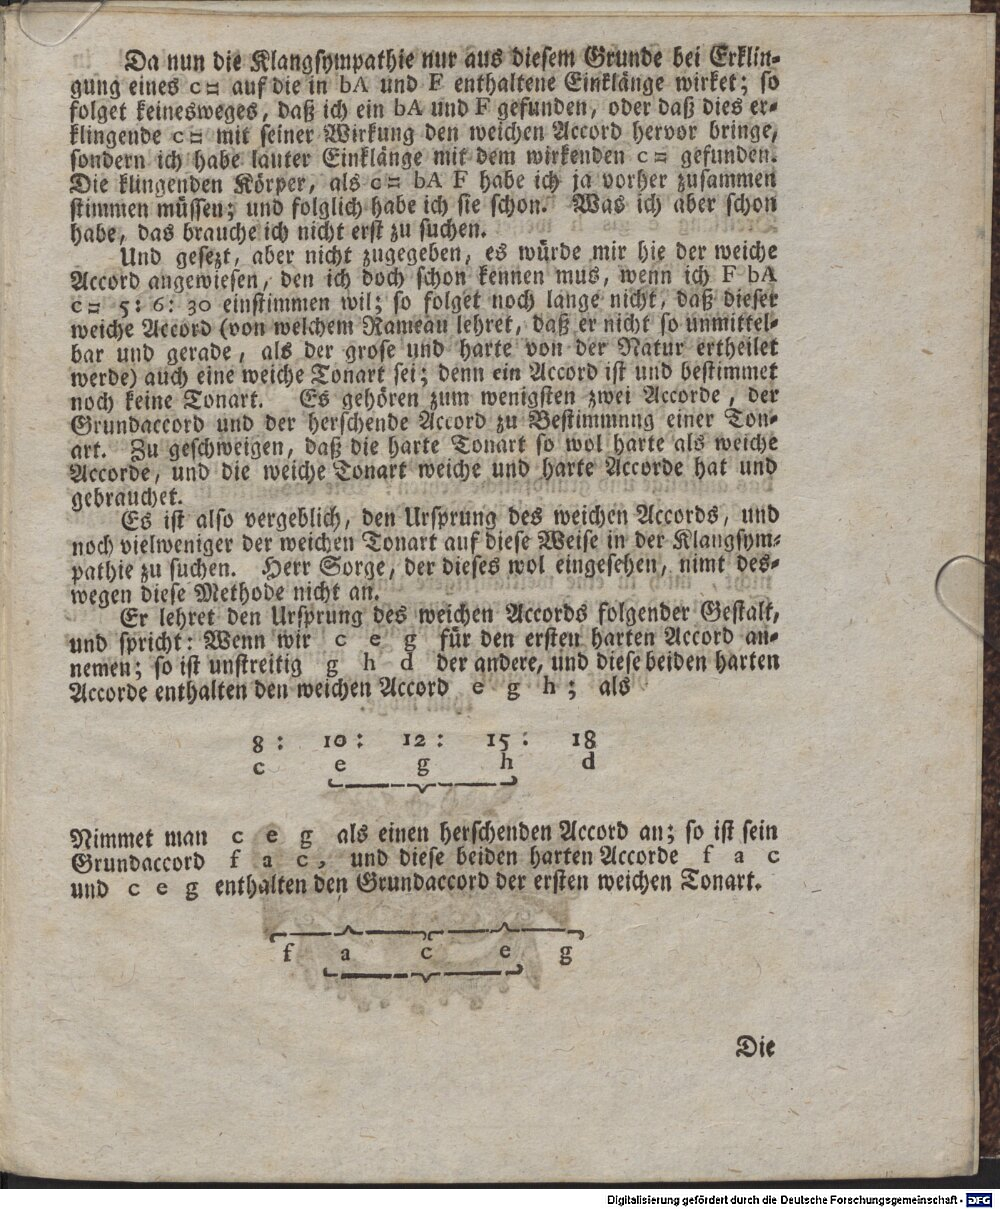 Da nun die Klangsympathie nur aus diesem Grunde bei Erklin-
gung eines c= auf die in bA und F enthaltene Einklänge wirket; so
folget keinesweges, daß ich ein bA und F gefunden, oder daß dies er-
klingende c= mit seiner Wirkung den weichen Accord hervor bringe,
sondern ich habe lauter Einklänge mit dem wirkenden c= gefunden.
Die klingenden Körper, als c= bA F habe ich ja vorher zusammen
stimmen müssen; und folglich habe ich sie schon. Was ich aber schon
habe, das brauche ich nicht erst zu suchen.
Und gesezt, aber nicht zugegeben, es würde mir hie der weiche
Accord angewiesen, den ich doch schon kennen mus, wenn ich F bA
c= 5: 6: 30 einstimmen wil; so folget noch lange nicht, daß dieser
weiche Accord (von welchem Rameau lehret, daß er nicht so unmittel-
bar und gerade, als der grose und harte von der Natur ertheilet
werde) auch eine weiche Tonart sei; denn ein Accord ist und bestimmet
noch keine Tonart. Es gehören zum wenigsten zwei Accorde, der
Grundaccord und der herschende Accord zu Bestimmnng einer Ton-
art. Zu geschweigen, daß die harte Tonart so wol harte als weiche
Accorde, und die weiche Tonart weiche und harte Accorde hat und
gebrauchet.
Es ist also vergeblich, den Ursprung des weichen Accords, und
noch vielweniger der weichen Tonart auf diese Weise in der Klangsym-
pathie zu suchen. Herr Sorge, der dieses wol eingesehen, nimt des-
wegen diese Methode nicht an.
Er lehret den Ursprung des weichen Accords folgender Gestalt,
und spricht: Wenn wir c e g für den ersten harten Accord an-
nemen; so ist unstreitig g h d der andere, und diese beiden harten
Accorde enthalten den weichen Accord e g h; als
8: 10: 12: 15: 18
c e g h d
Nimmet man c e g als einen herschenden Accord an; so ist sein
Grundaccord f a c, und diese beiden harten Accorde f a c
und c e g enthalten den Grundaccord der ersten weichen Tonart.
f a c e g
Die
Digitalisierung gefördert durch die Deutsche Forschungsgemeinschaft - DFG